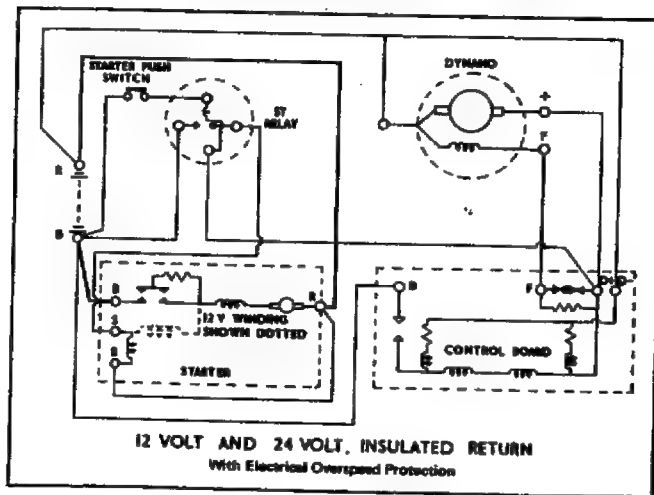 STARTER PUSH
SWITCH
DYNAMO
ST
RELAY
+
F
B
B
S
R
12 V WINDING
SHOWN DOTTED
STARTER
B
F
D+
D-
CONTROL BOARD
12 VOLT AND 24 VOLT, INSULATED RETURN
With Electrical Overspeed Protection